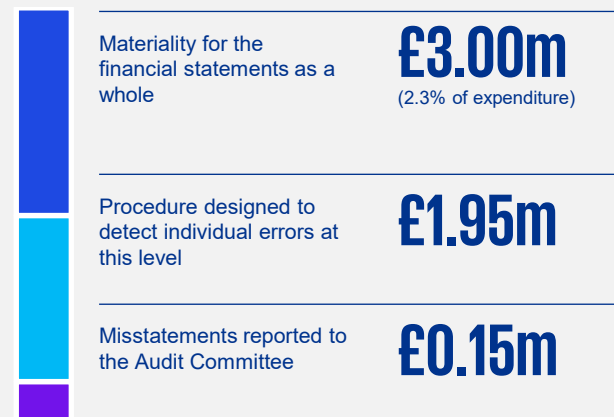 Materiality for the
financial statements as a
whole
£3.00m
(2.3% of expenditure)
Procedure designed to
detect individual errors at
this level
£1.95m
Misstatements reported to
the Audit Committee
£0.15m